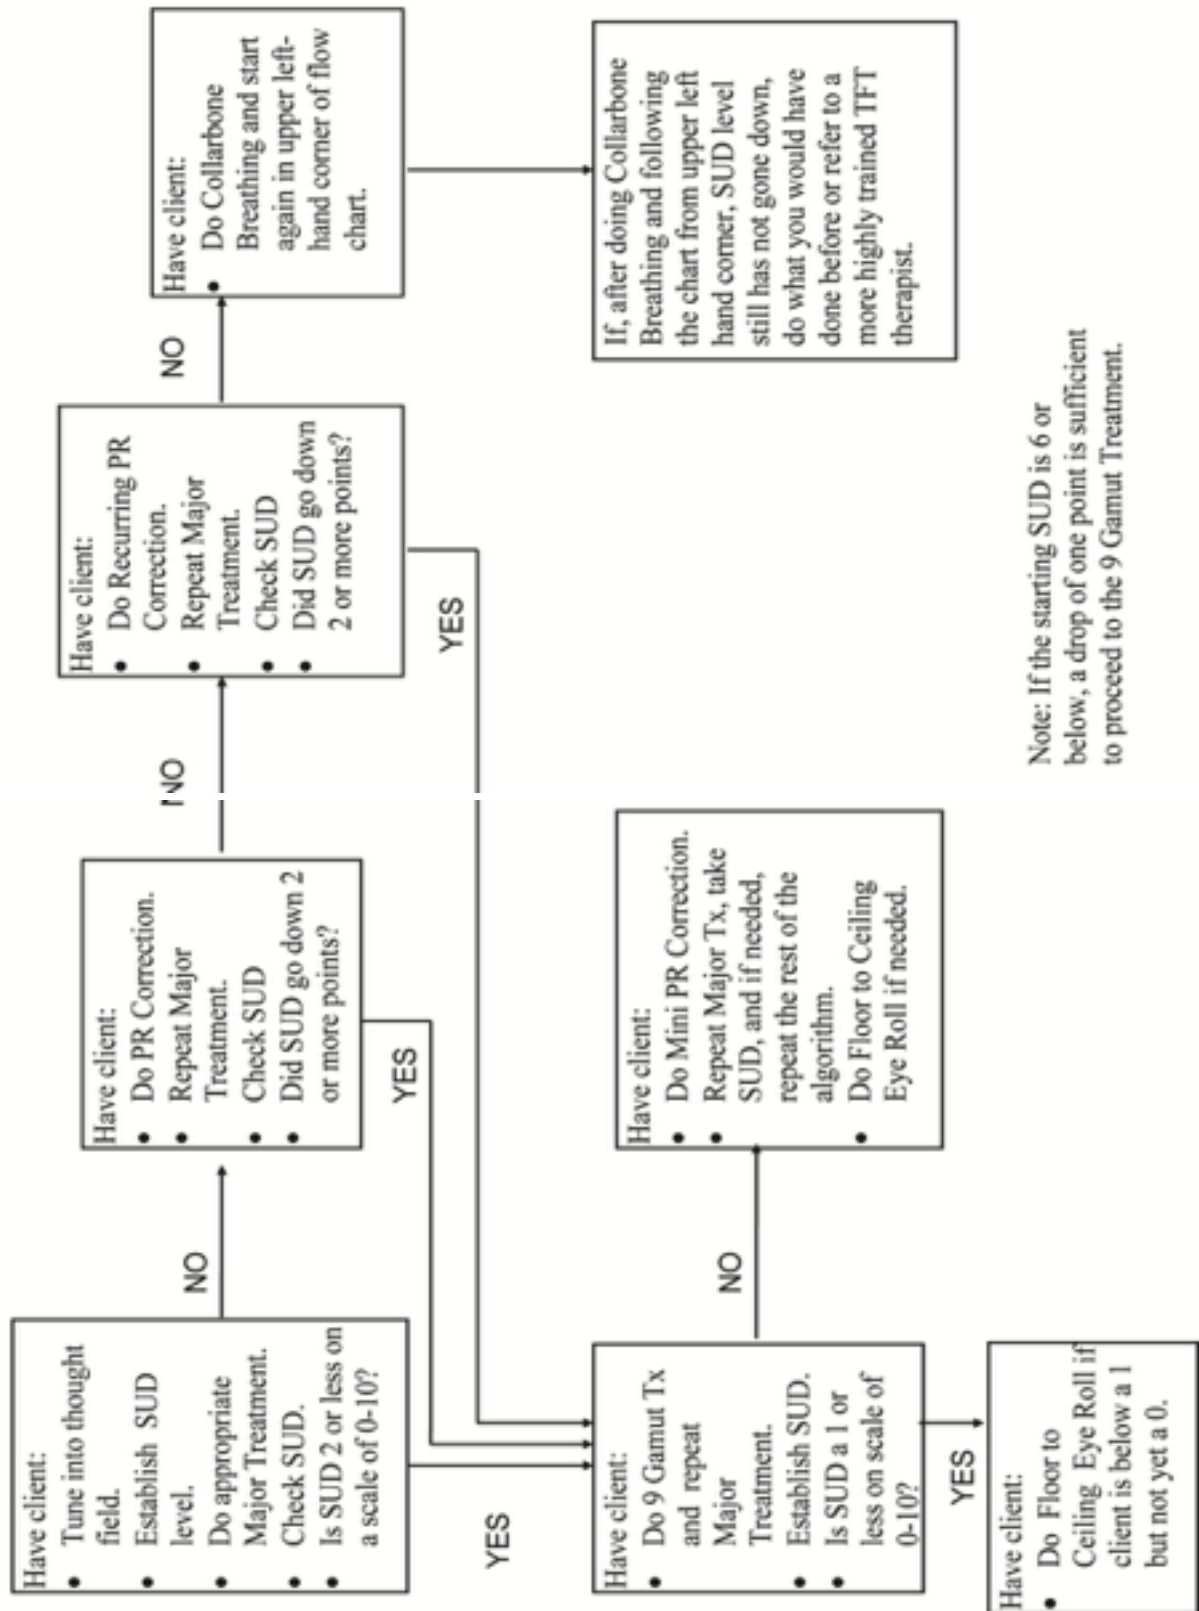 Have client:
• Tune into thought
field.
• Establish SUD
level.
• Do appropriate
Major Treatment.
• Check SUD.
• Is SUD 2 or less on
a scale of 0-10?
NO
YES
Have client:
• Do PR Correction.
• Repeat Major
Treatment.
• Check SUD
• Did SUD go down 2
or more points?
NO
YES
Have client:
• Do Recurring PR
Correction.
• Repeat Major
Treatment.
• Check SUD
• Did SUD go down
2 or more points?
NO
YES
Have client:
• Do Collarbone
Breathing and start
again in upper left-
hand corner of flow
chart.
If, after doing Collarbone
Breathing and following
the chart from upper left
hand corner, SUD level
still has not gone down,
do what you would have
done before or refer to a
more highly trained TFT
therapist.
Have client:
• Do 9 Gamut Tx
and repeat
Major
Treatment.
• Establish SUD.
• Is SUD a 1 or
less on scale of
0-10?
NO
YES
Have client:
• Do Mini PR Correction.
• Repeat Major Tx, take
SUD, and if needed,
repeat the rest of the
algorithm.
• Do Floor to Ceiling
Eye Roll if needed.
Have client:
• Do Floor to
Ceiling Eye Roll if
client is below a 1
but not yet a 0.
Note: If the starting SUD is 6 or
below, a drop of one point is sufficient
to proceed to the 9 Gamut Treatment.